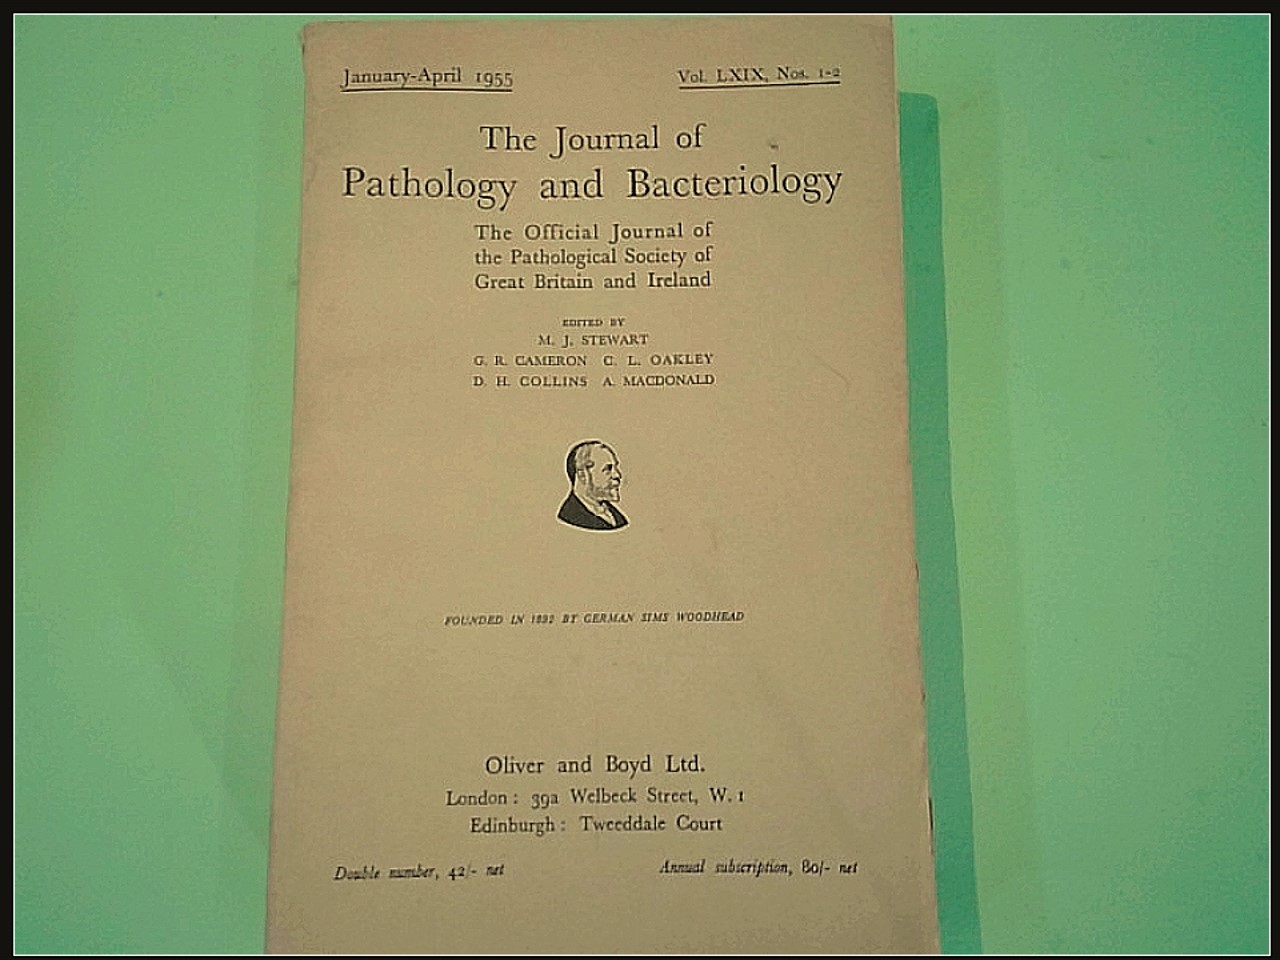 January-April 1955 Vol. LXIX, Nos. 1-2
The Journal of
Pathology and Bacteriology
The Official Journal of
the Pathological Society of
Great Britain and Ireland
EDITED BY
M. J. STEWART
G. R. CAMERON C. L. OAKLEY
D. H. COLLINS A. MACDONALD
FOUNDED IN 1892 BY GERMAN SIMS WOODHEAD
Oliver and Boyd Ltd.
London: 39a Welbeck Street, W. 1
Edinburgh: Tweeddale Court
Double number, 42/- net Annual subscription, 80/- net